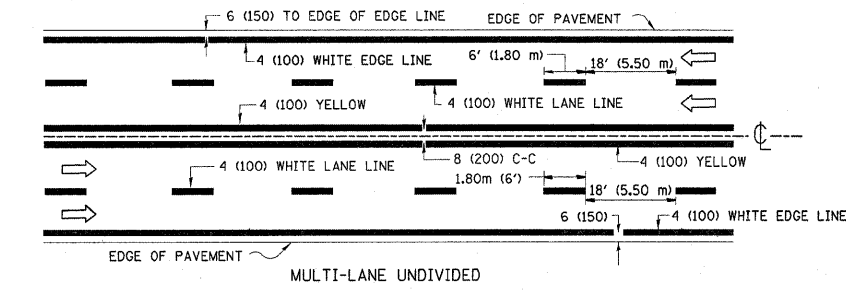 6 (150) TO EDGE OF EDGE LINE
EDGE OF PAVEMENT
4 (100) WHITE EDGE LINE
6' (1.80 m)
18' (5.50 m)
4 (100) YELLOW
4 (100) WHITE LANE LINE
CL
4 (100) WHITE LANE LINE
8 (200) C-C
4 (100) YELLOW
1.80m (6')
18' (5.50 m)
6 (150)
4 (100) WHITE EDGE LINE
EDGE OF PAVEMENT
MULTI-LANE UNDIVIDED